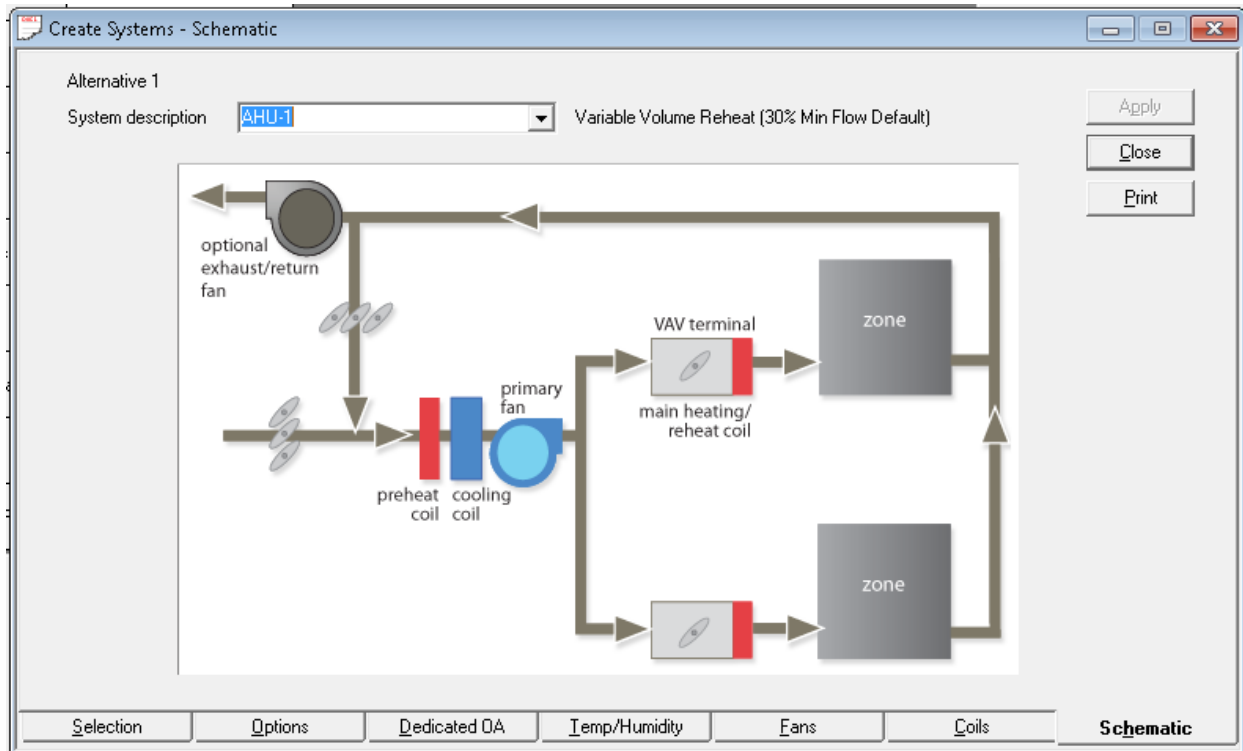 Create Systems - Schematic
Alternative 1
System description
AHU-1
Variable Volume Reheat (30% Min Flow Default)
Apply
Close
Print
optional
exhaust/return
fan
VAV terminal
zone
primary
fan
main heating/
reheat coil
preheat cooling
coil coil
zone
Selection
Options
Dedicated OA
Temp/Humidity
Fans
Coils
Schematic